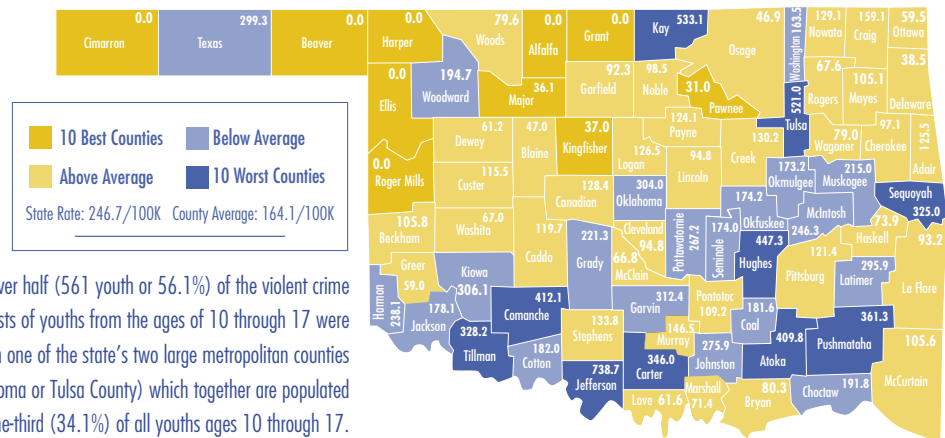 0.0
Cimarron
299.3
Texas
0.0
Beaver
0.0
Harper
79.6
Woods
0.0
Alfalfa
0.0
Grant
533.1
Kay
46.9
Osage
Washington 163.5
129.1
Nowata
159.1
Craig
59.5
Ottawa
38.5
Delaware
0.0
Ellis
194.7
Woodward
36.1
Major
92.3
Garfield
98.5
Noble
31.0
Pawnee
521.0
Tulsa
67.6
Rogers
105.1
Mayes
10 Best Counties
Below Average
Above Average
10 Worst Counties
State Rate: 246.7/100K County Average: 164.1/100K
61.2
Dewey
47.0
Blaine
37.0
Kingfisher
126.5
Logan
124.1
Payne
94.8
Lincoln
130.2
Creek
79.0
Wagoner
97.1
Cherokee
125.5
Adair
0.0
Roger Mills
115.5
Custer
128.4
Canadian
304.0
Oklahoma
173.2
Okmulgee
215.0
Muskogee
Sequoyah
325.0
105.8
Beckham
67.0
Washita
119.7
Caddo
221.3
Grady
Cleveland
94.8
66.8
McClain
Pottawatomie
267.2
Seminole
174.0
174.2
Okfuskee
447.3
Hughes
McIntosh
246.3
73.9
Haskell
93.2
Le Flore
Greer
59.0
Harmon
238.1
178.1
Jackson
Kiowa
306.1
412.1
Comanche
328.2
Tillman
182.0
Cotton
133.8
Stephens
738.7
Jefferson
312.4
Garvin
146.5
Murray
346.0
Carter
Pontotoc
109.2
275.9
Johnston
181.6
Coal
121.4
Pittsburg
295.9
Latimer
409.8
Atoka
361.3
Pushmataha
105.6
McCurtain
Love 61.6
Marshall
71.4
80.3
Bryan
191.8
Choctaw
ver half (561 youth or 56.1%) of the violent crime
sts of youths from the ages of 10 through 17 were
one of the state's two large metropolitan counties
oma or Tulsa County) which together are populated
ne-third (34.1%) of all youths ages 10 through 17.